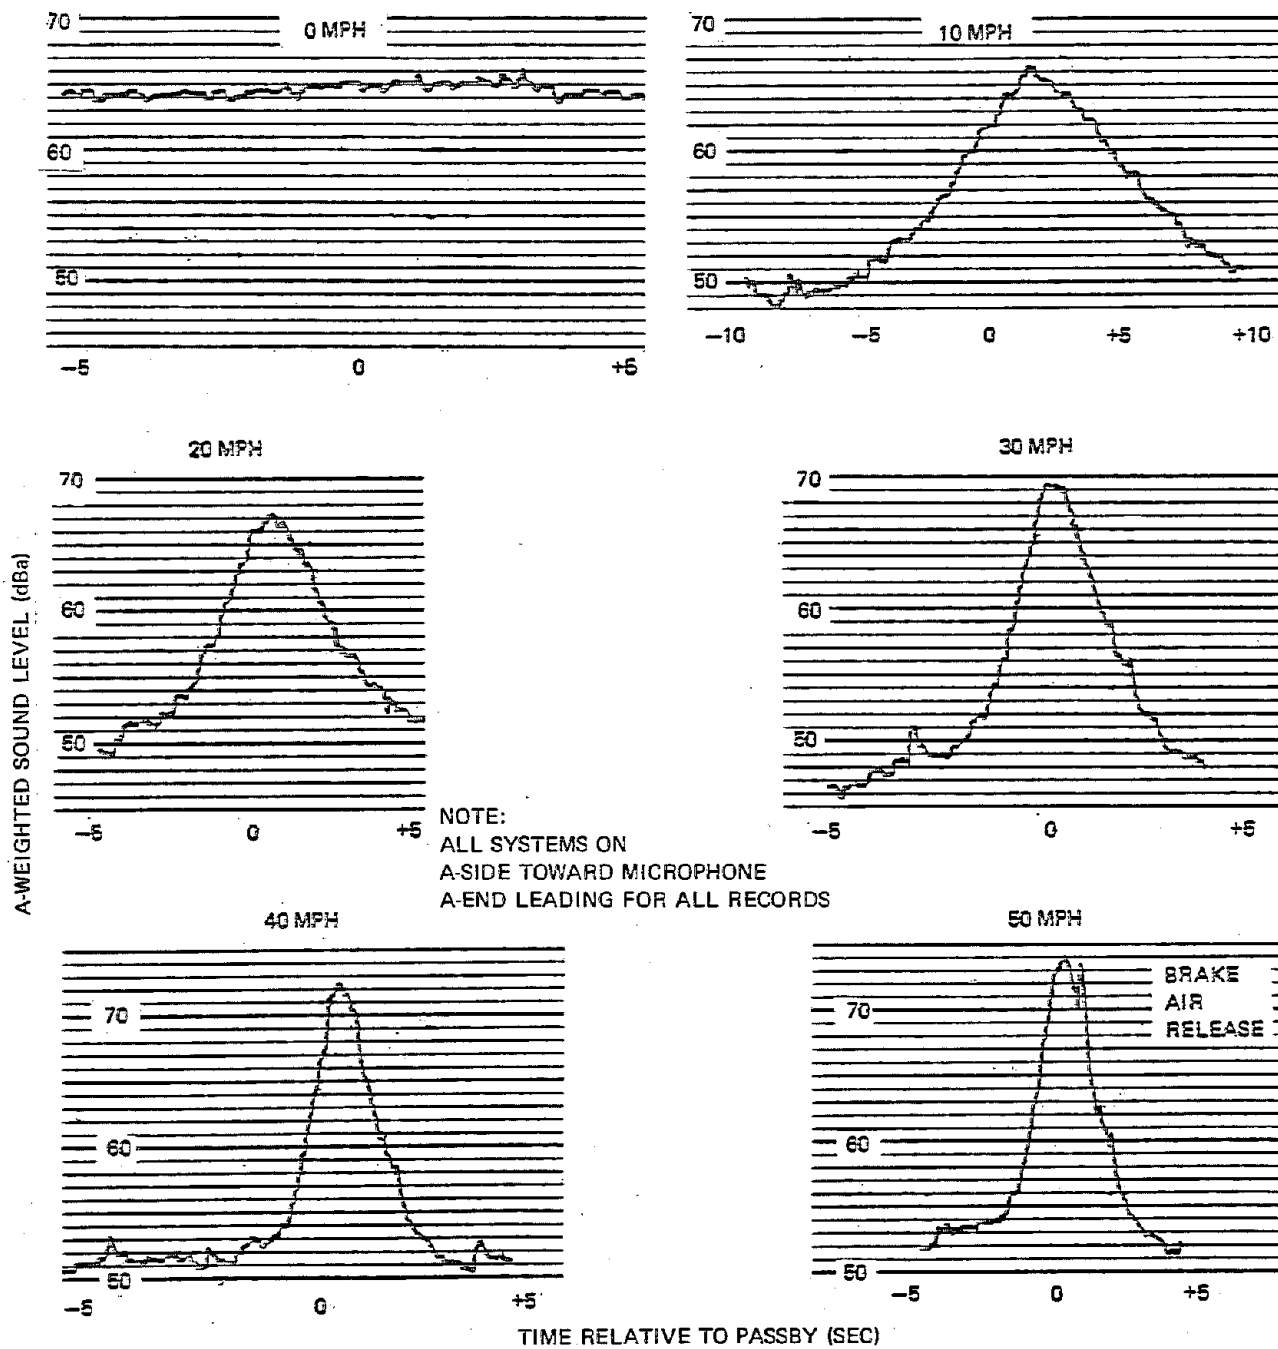 0 MPH
70
60
50
−5 0 +5
10 MPH
70
60
50
−10 −5 0 +5 +10
20 MPH
70
60
50
−5 0 +5
30 MPH
70
60
50
−5 0 +5
NOTE:
ALL SYSTEMS ON
A-SIDE TOWARD MICROPHONE
A-END LEADING FOR ALL RECORDS
A-WEIGHTED SOUND LEVEL (dBa)
40 MPH
70
60
50
−5 0 +5
50 MPH
BRAKE
AIR
RELEASE
70
60
50
−5 0 +5
TIME RELATIVE TO PASSBY (SEC)